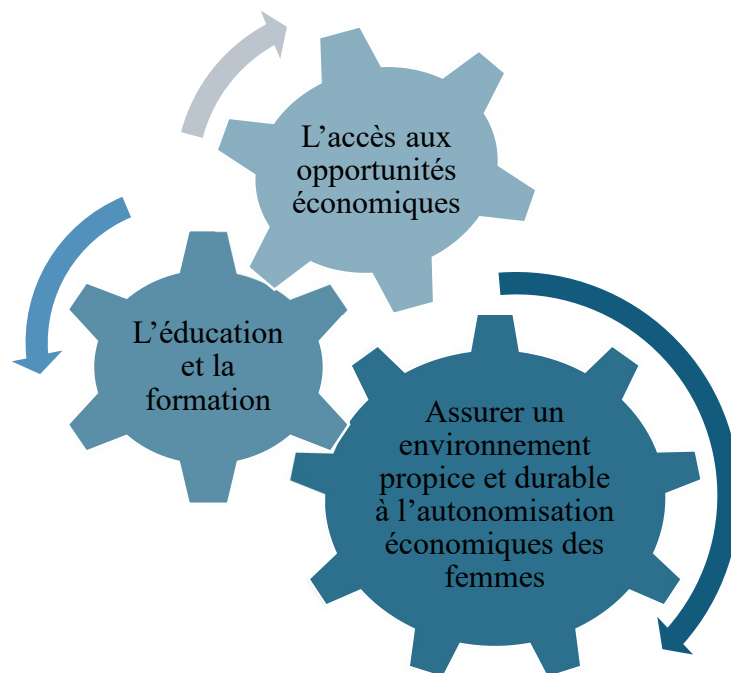 L’accès aux
opportunités
économiques
L’éducation
et la
formation
Assurer un
environnement
propice et durable
à l’autonomisation
économiques des
femmes